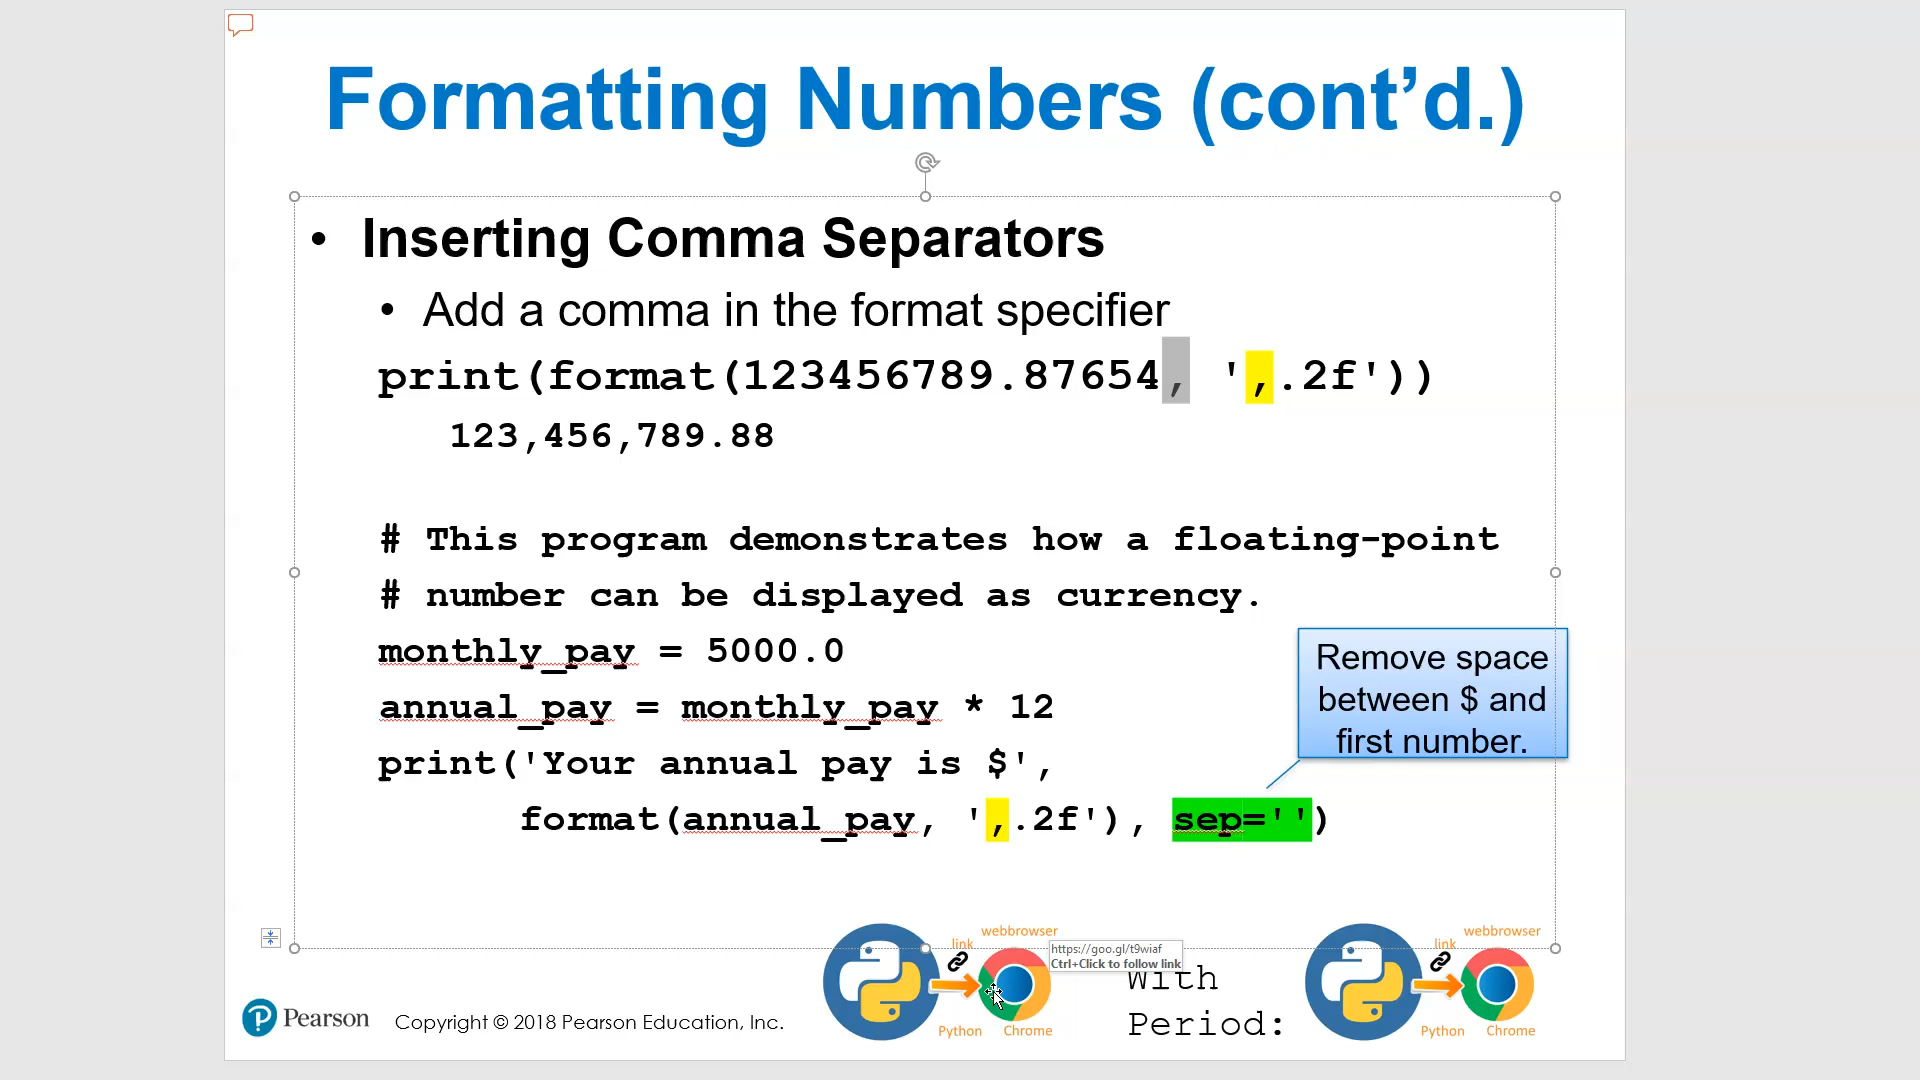 Formatting Numbers (cont’d.)
• Inserting Comma Separators
• Add a comma in the format specifier
print(format(123456789.87654, ',.2f'))
123,456,789.88
# This program demonstrates how a floating-point
# number can be displayed as currency.
monthly_pay = 5000.0
annual_pay = monthly_pay * 12
print('Your annual pay is $',
format(annual_pay, ',.2f'), sep='')
Remove space
between $ and
first number.
link
webbrowser
Python
Chrome
https://goo.gl/t9wiaf
Ctrl+Click to follow link
With
Period:
link
webbrowser
Python
Chrome
Pearson
Copyright © 2018 Pearson Education, Inc.